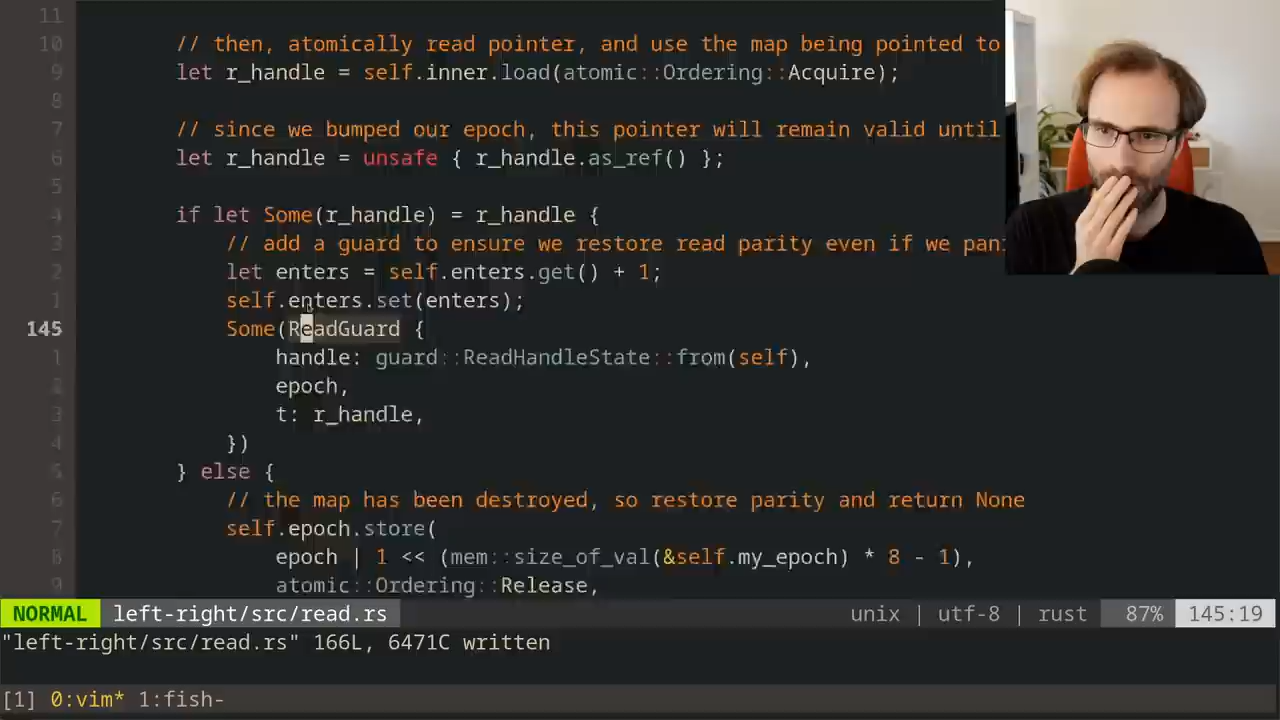 11
10 // then, atomically read pointer, and use the map being pointed to
9 let r_handle = self.inner.load(atomic::Ordering::Acquire);
8
7 // since we bumped our epoch, this pointer will remain valid until
6 let r_handle = unsafe { r_handle.as_ref() };
5
4 if let Some(r_handle) = r_handle {
3 // add a guard to ensure we restore read parity even if we pan
2 let enters = self.enters.get() + 1;
1 self.enters.set(enters);
145 Some(ReadGuard {
1 handle: guard::ReadHandleState::from(self),
2 epoch,
3 t: r_handle,
4 })
5 } else {
6 // the map has been destroyed, so restore parity and return None
7 self.epoch.store(
8 epoch | 1 << (mem::size_of_val(&self.my_epoch) * 8 - 1),
9 atomic::Ordering::Release,
NORMAL left-right/src/read.rs unix | utf-8 | rust 87% 145:19
"left-right/src/read.rs" 166L, 6471C written
[1] 0:vim* 1:fish-